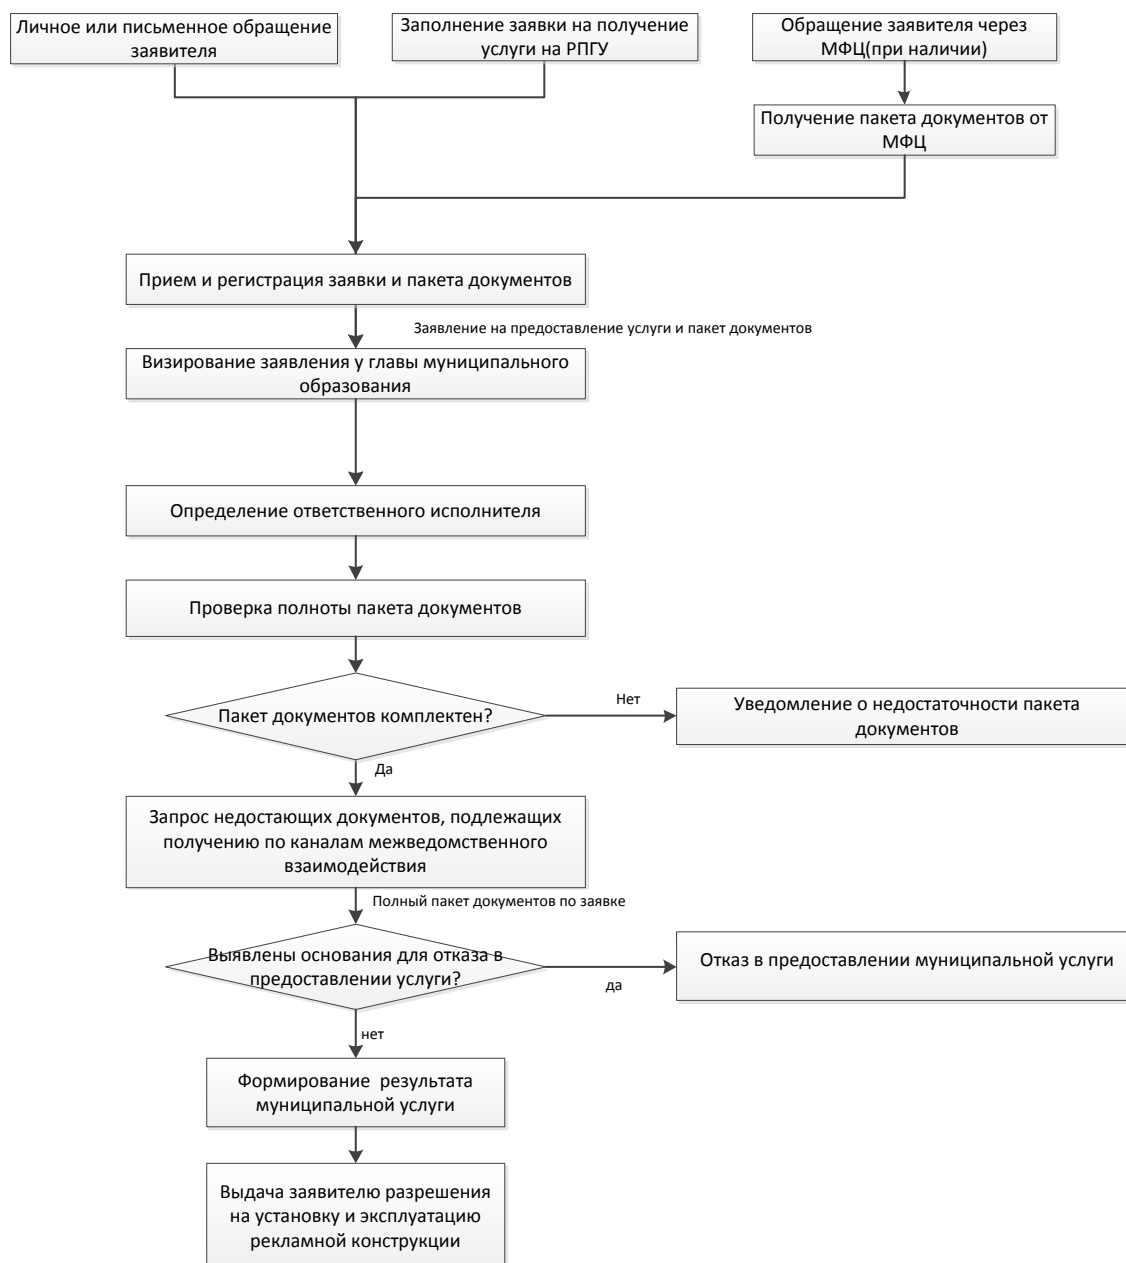 Личное или письменное обращение
заявителя
Заполнение заявки на получение
услуги на РПГУ
Обращение заявителя через
МФЦ(при наличии)
Получение пакета документов от
МФЦ
Прием и регистрация заявки и пакета документов
Заявление на предоставление услуги и пакет документов
Визирование заявления у главы муниципального
образования
Определение ответственного исполнителя
Проверка полноты пакета документов
Пакет документов комплектен?
Нет
Уведомление о недостаточности пакета
документов
Да
Запрос недостающих документов, подлежащих
получению по каналам межведомственного
взаимодействия
Полный пакет документов по заявке
Выявлены основания для отказа в
предоставлении услуги?
да
Отказ в предоставлении муниципальной услуги
нет
Формирование  результата
муниципальной услуги
Выдача заявителю разрешения
на установку и эксплуатацию
рекламной конструкции